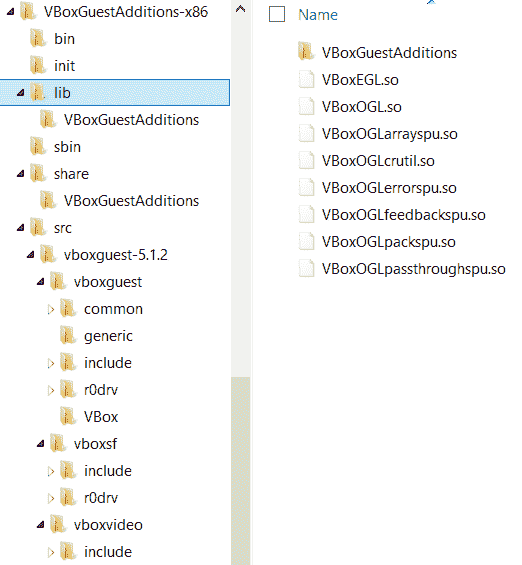 VBoxGuestAdditions-x86
bin
init
lib
VBoxGuestAdditions
sbin
share
VBoxGuestAdditions
src
vboxguest-5.1.2
vboxguest
common
generic
include
r0drv
VBox
vboxsf
include
r0drv
vboxvideo
include
Name
VBoxGuestAdditions
VBoxEGL.so
VBoxOGL.so
VBoxOGLarrayspu.so
VBoxOGLcrutil.so
VBoxOGLerrorspu.so
VBoxOGLfeedbackspu.so
VBoxOGLpackspu.so
VBoxOGLpassthroughspu.so